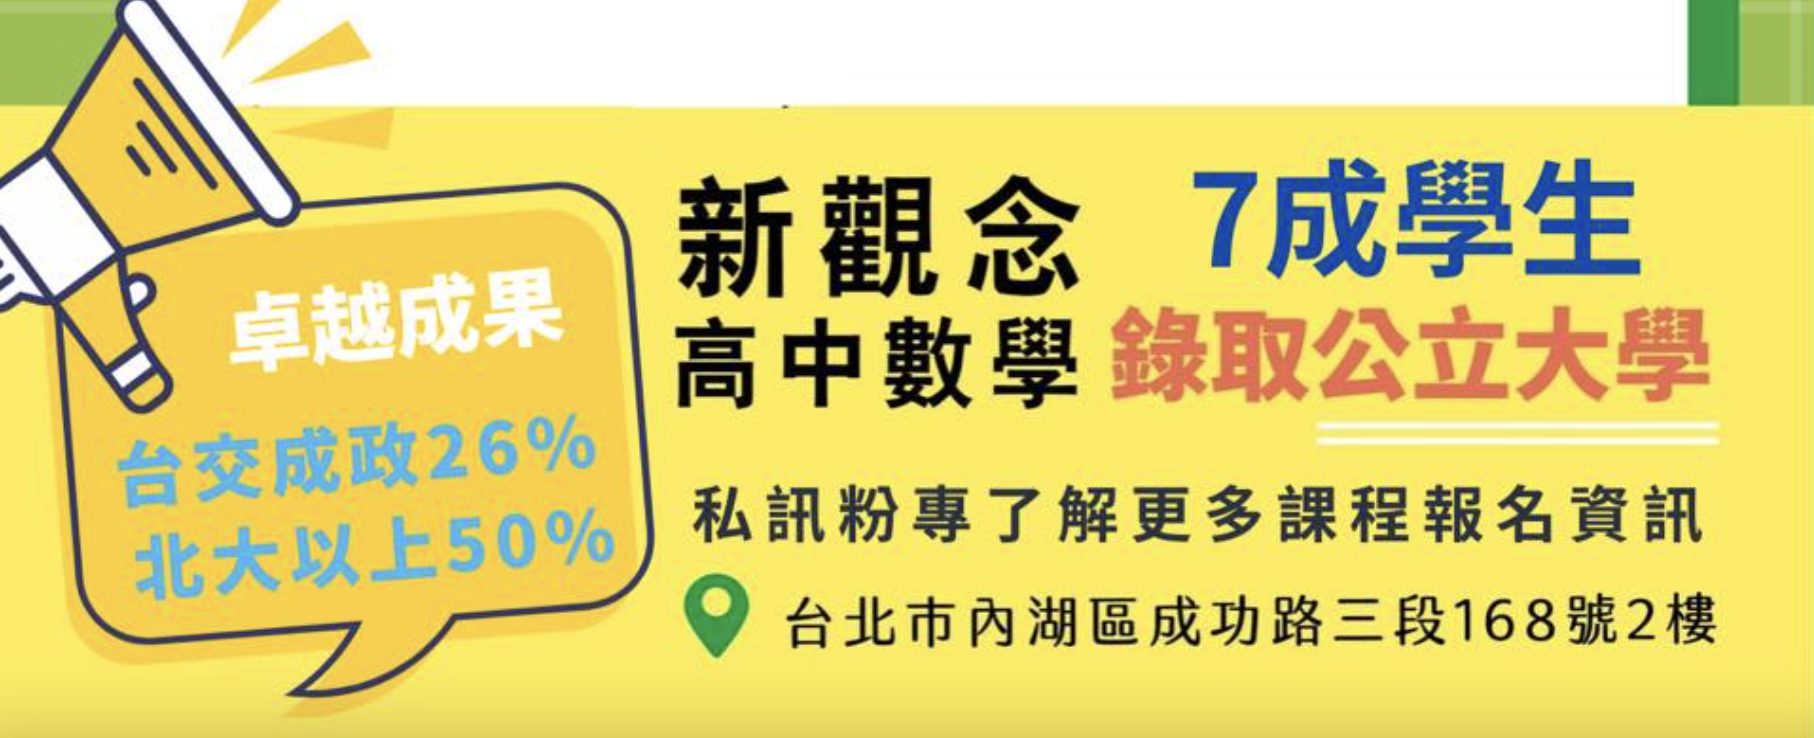 卓越成果
台交成政26%
北大以上50%
新觀念
高中數學
7成學生
錄取公立大學
私訊粉專了解更多課程報名資訊
台北市內湖區成功路三段168號2樓